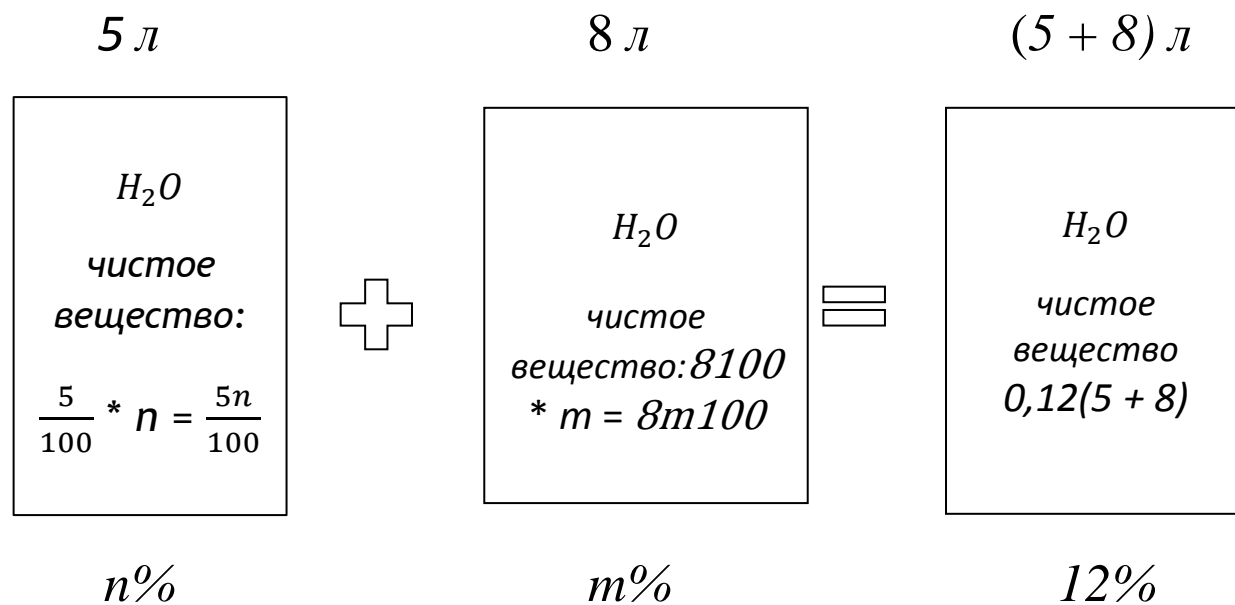 5 л
8 л
(5 + 8) л
H₂O
чистое
вещество:
5/100 * n = 5n/100
H₂O
чистое
вещество:8100
* m = 8m100
H₂O
чистое
вещество
0,12(5 + 8)
n%
m%
12%